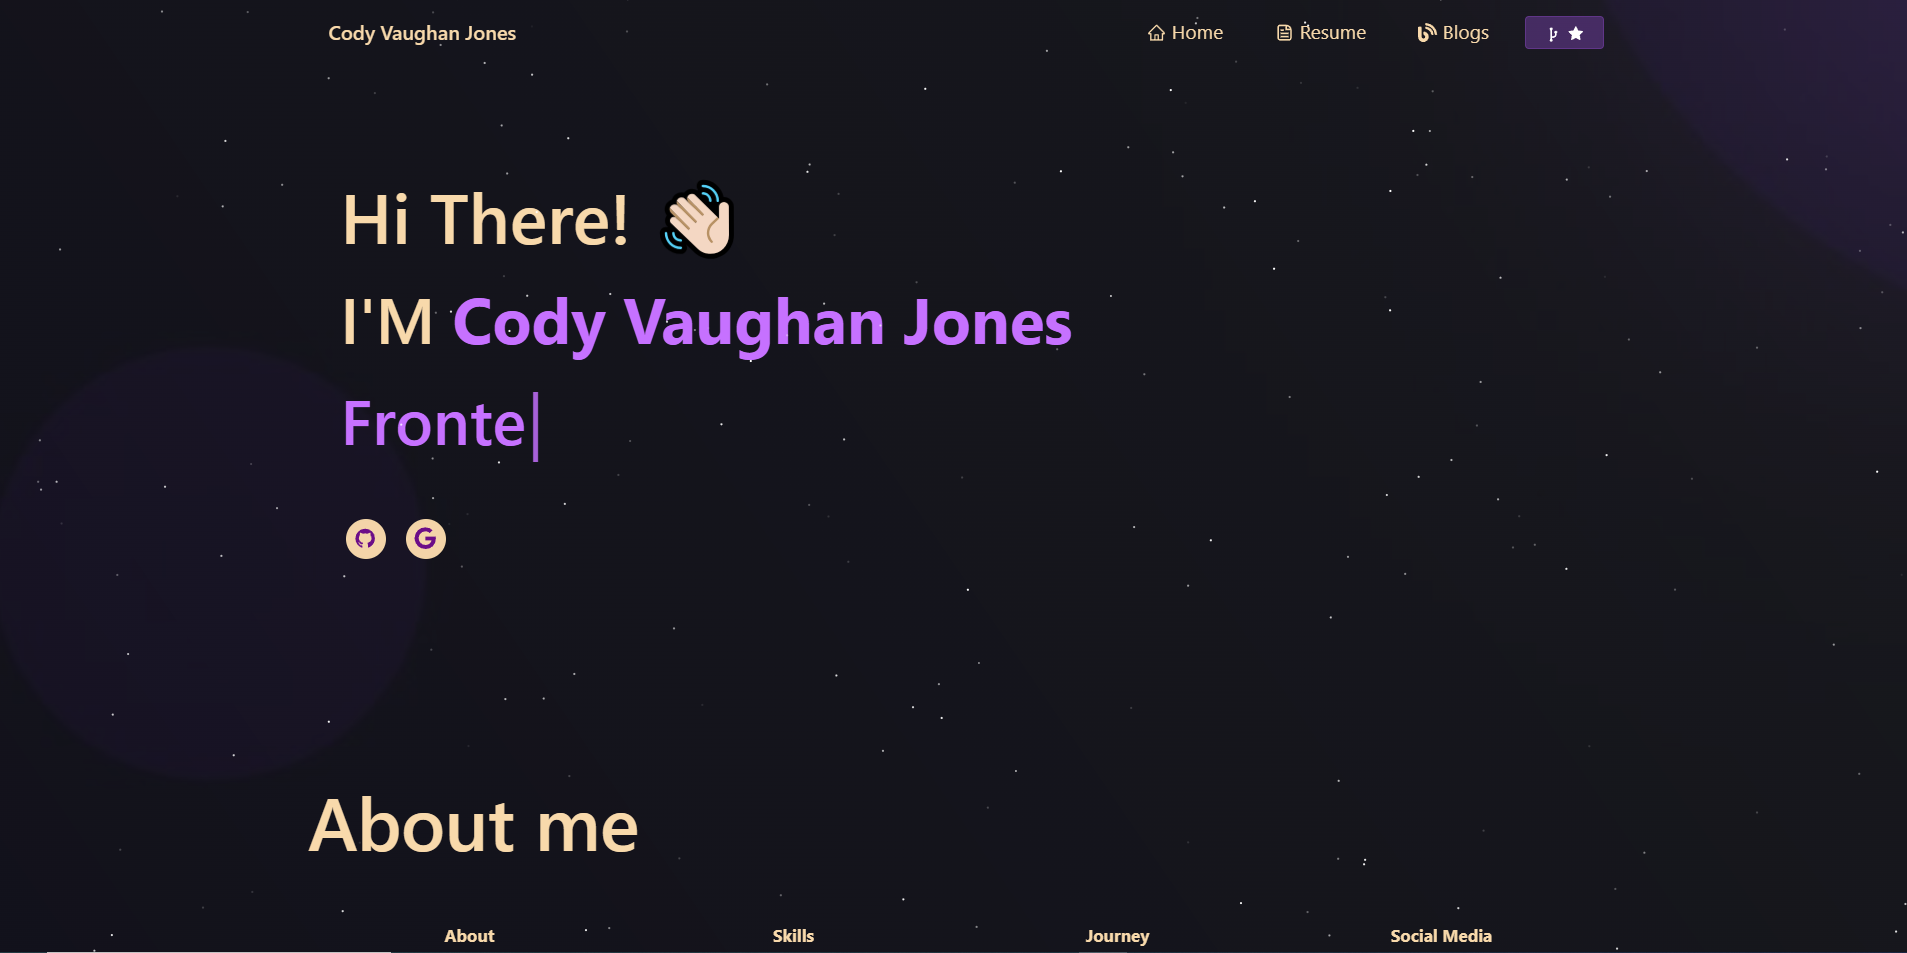 Cody Vaughan Jones
Home
Resume
Blogs
Hi There!
I'M Cody Vaughan Jones
Fronte
About me
About
Skills
Journey
Social Media